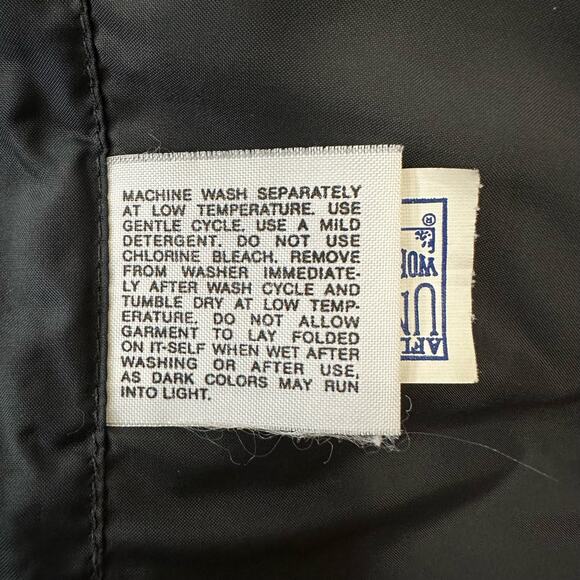 MACHINE WASH SEPARATELY
AT LOW TEMPERATURE. USE
GENTLE CYCLE. USE A MILD
DETERGENT. DO NOT USE
CHLORINE BLEACH. REMOVE
FROM WASHER IMMEDIATE-
LY AFTER WASH CYCLE AND
TUMBLE DRY AT LOW TEMP-
ERATURE. DO NOT ALLOW
GARMENT TO LAY FOLDED
ON IT-SELF WHEN WET AFTER
WASHING OR AFTER USE,
AS DARK COLORS MAY RUN
INTO LIGHT.